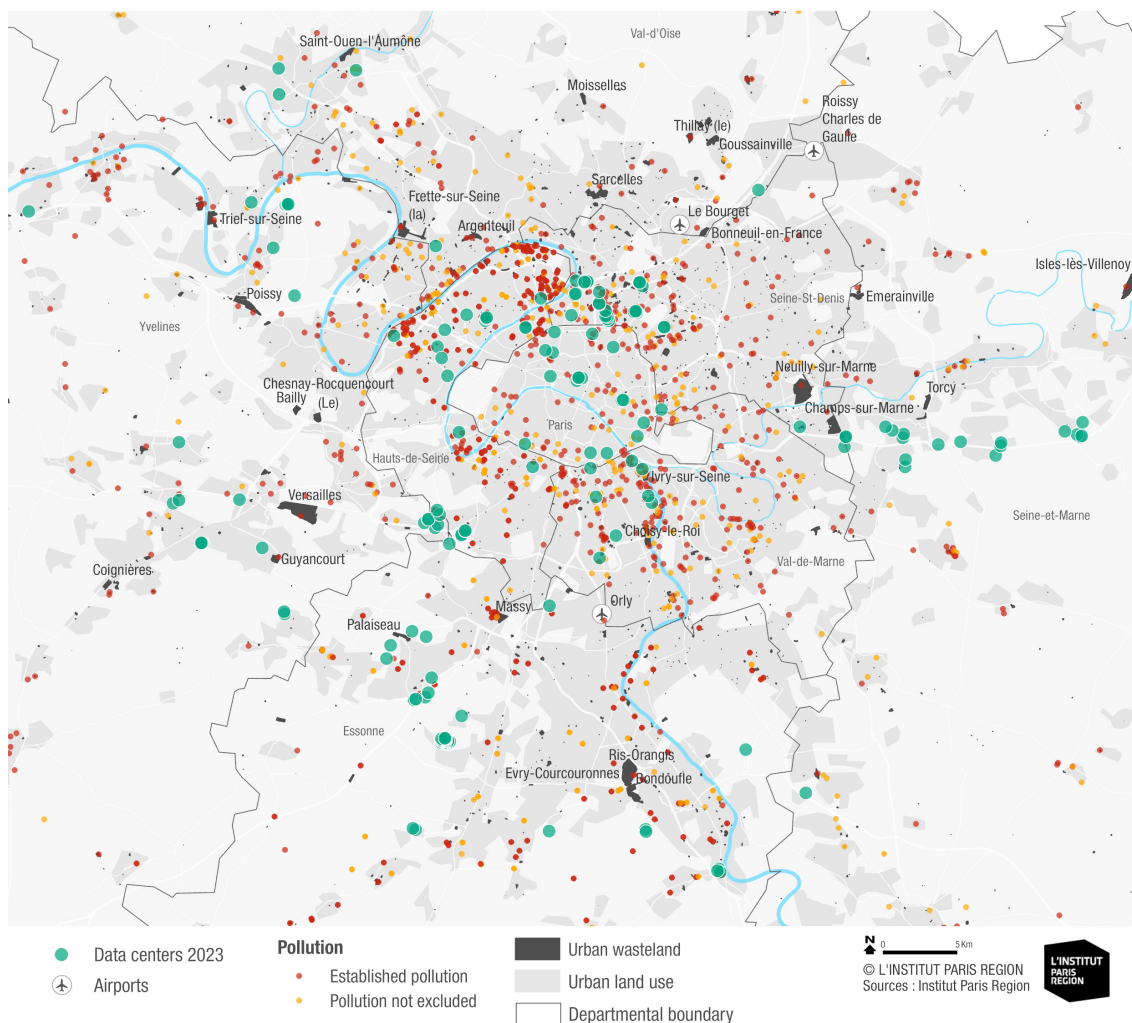 Saint-Ouen-l'Aumône
Val-d'Oise
Moisselles
Roissy
Charles de
Gaulle
Thillay (le)
Goussainville
Sarcelles
Frette-sur-Seine
(la)
Le Bourget
Triel-sur-Seine
Argenteuil
Bonneuil-en-France
Isles-lès-Villenoy
Poissy
Seine-St-Denis
Emerainville
Yvelines
Neuilly-sur-Marne
Chesnay-Rocquencourt
Bailly
(Le)
Torcy
Champs-sur-Marne
Paris
Hauts-de-Seine
Ivry-sur-Seine
Versailles
Seine-et-Marne
Choisy-le-Roi
Guyancourt
Val-de-Marne
Coignières
Massy
Orly
Palaiseau
Essonne
Ris-Orangis
Evry-Courcouronnes
Bondoufle
Data centers 2023
Airports
Pollution
Established pollution
Pollution not excluded
Urban wasteland
Urban land use
Departmental boundary
N
0
5 Km
© L'INSTITUT PARIS REGION
Sources : Institut Paris Region
L'INSTITUT
PARIS
REGION